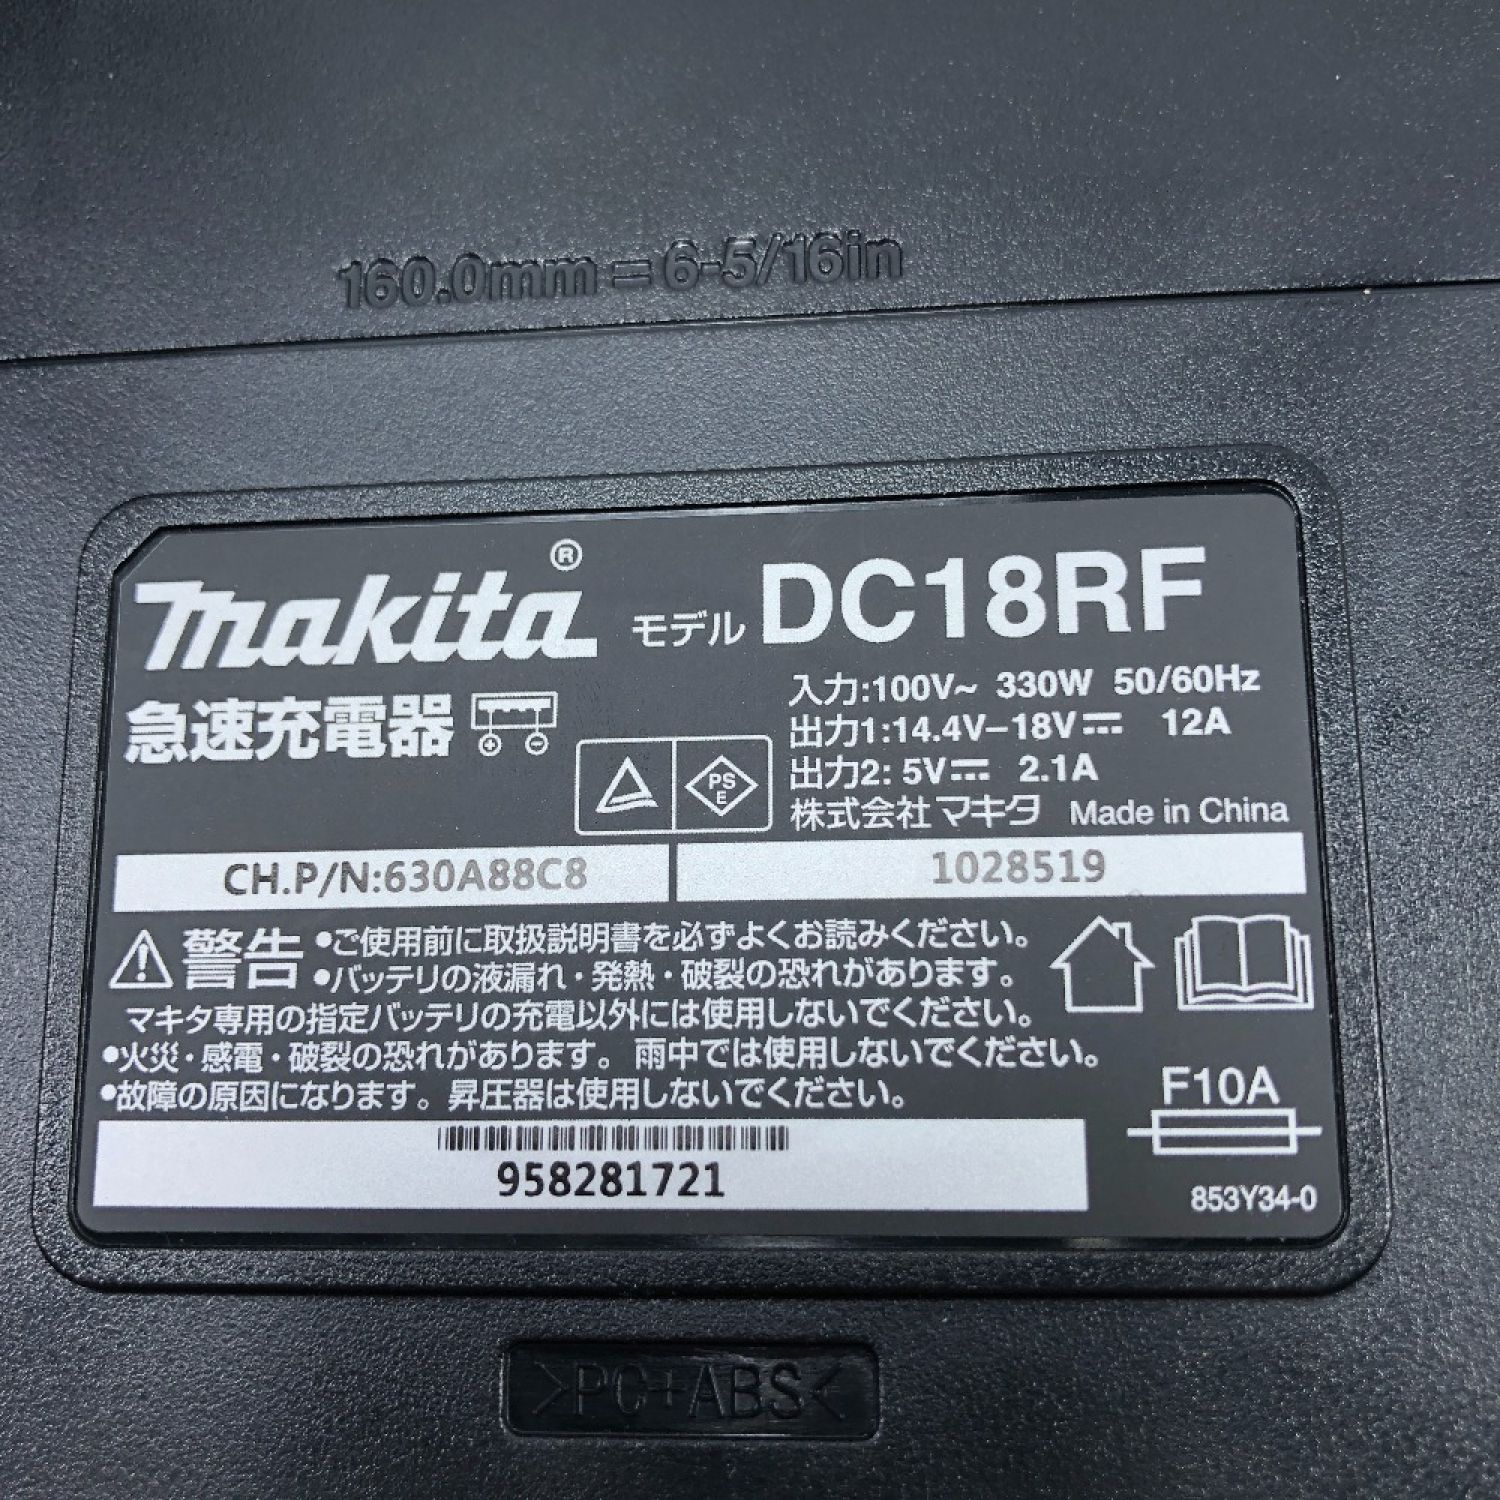 160.0mm=6-5/16in
makita® モデル DC18RF
急速充電器
入力:100V~ 330W 50/60Hz
出力1:14.4V–18V⎓ 12A
出力2: 5V⎓ 2.1A
PS
E
株式会社マキタ Made in China
CH.P/N:630A88C8
1028519
警告 •ご使用前に取扱説明書を必ずよくお読みください。
•バッテリの液漏れ・発熱・破裂の恐れがあります。
マキタ専用の指定バッテリの充電以外には使用しないでください。
•火災・感電・破裂の恐れがあります。雨中では使用しないでください。
•故障の原因になります。昇圧器は使用しないでください。
F10A
958281721
853Y34-0
>PC+ABS<